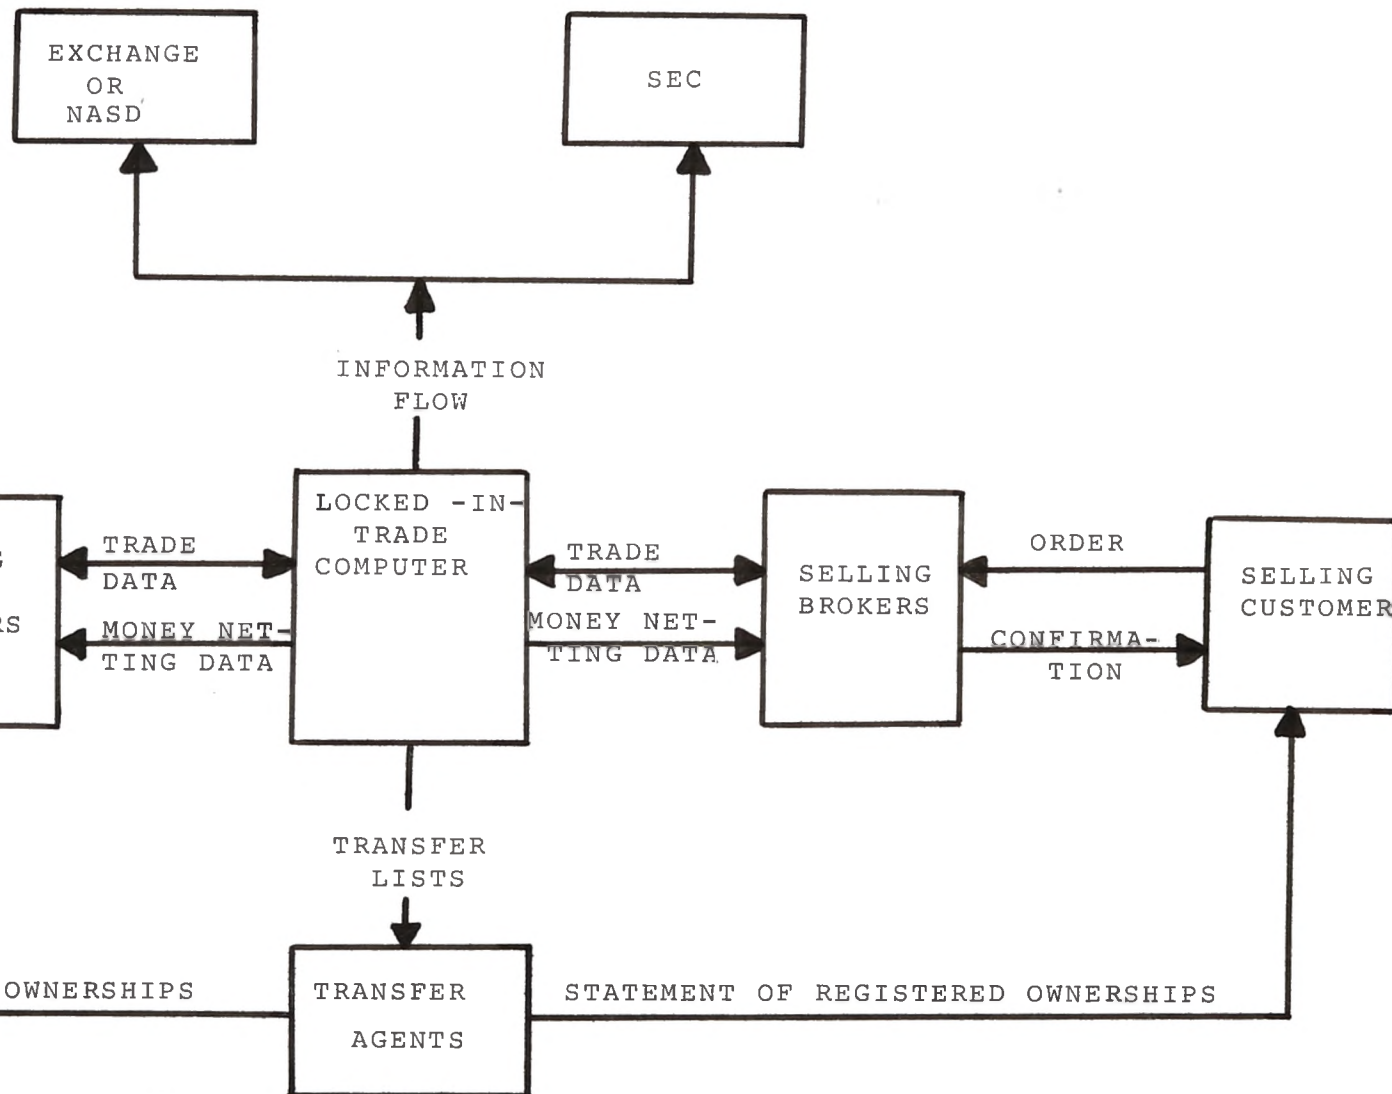 EXCHANGE
OR
NASD
SEC
INFORMATION
FLOW
G
RS
TRADE
DATA
MONEY NET-
TING DATA
LOCKED -IN-
TRADE
COMPUTER
TRADE
DATA
MONEY NET-
TING DATA
SELLING
BROKERS
ORDER
CONFIRMA-
TION
SELLING
CUSTOMER
TRANSFER
LISTS
OWNERSHIPS
TRANSFER
AGENTS
STATEMENT OF REGISTERED OWNERSHIPS